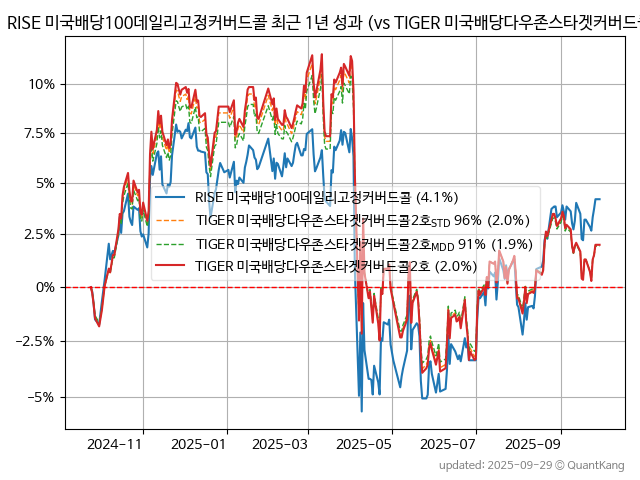 RISE 미국배당100데일리고정커버드콜 최근 1년 성과 (vs TIGER 미국배당다우존스타겟커버드
10%
7.5%
5%
2.5%
0%
−2.5%
−5%
RISE 미국배당100데일리고정커버드콜 (4.1%)
TIGER 미국배당다우존스타겟커버드콜2호STD 96% (2.0%)
TIGER 미국배당다우존스타겟커버드콜2호MDD 91% (1.9%)
TIGER 미국배당다우존스타겟커버드콜2호 (2.0%)
2024-11
2025-01
2025-03
2025-05
2025-07
2025-09
updated: 2025-09-29 © QuantKang